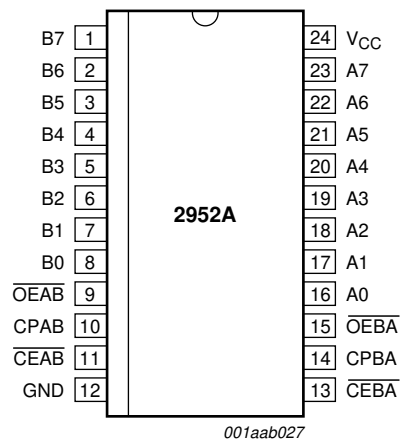 B7 1 24 VCC
B6 2 23 A7
B5 3 22 A6
B4 4 21 A5
B3 5 20 A4
B2 6 19 A3
2952A
B1 7 18 A2
B0 8 17 A1
OEAB 9 16 A0
CPAB 10 15 OEBA
CEAB 11 14 CPBA
GND 12 13 CEBA
001aab027